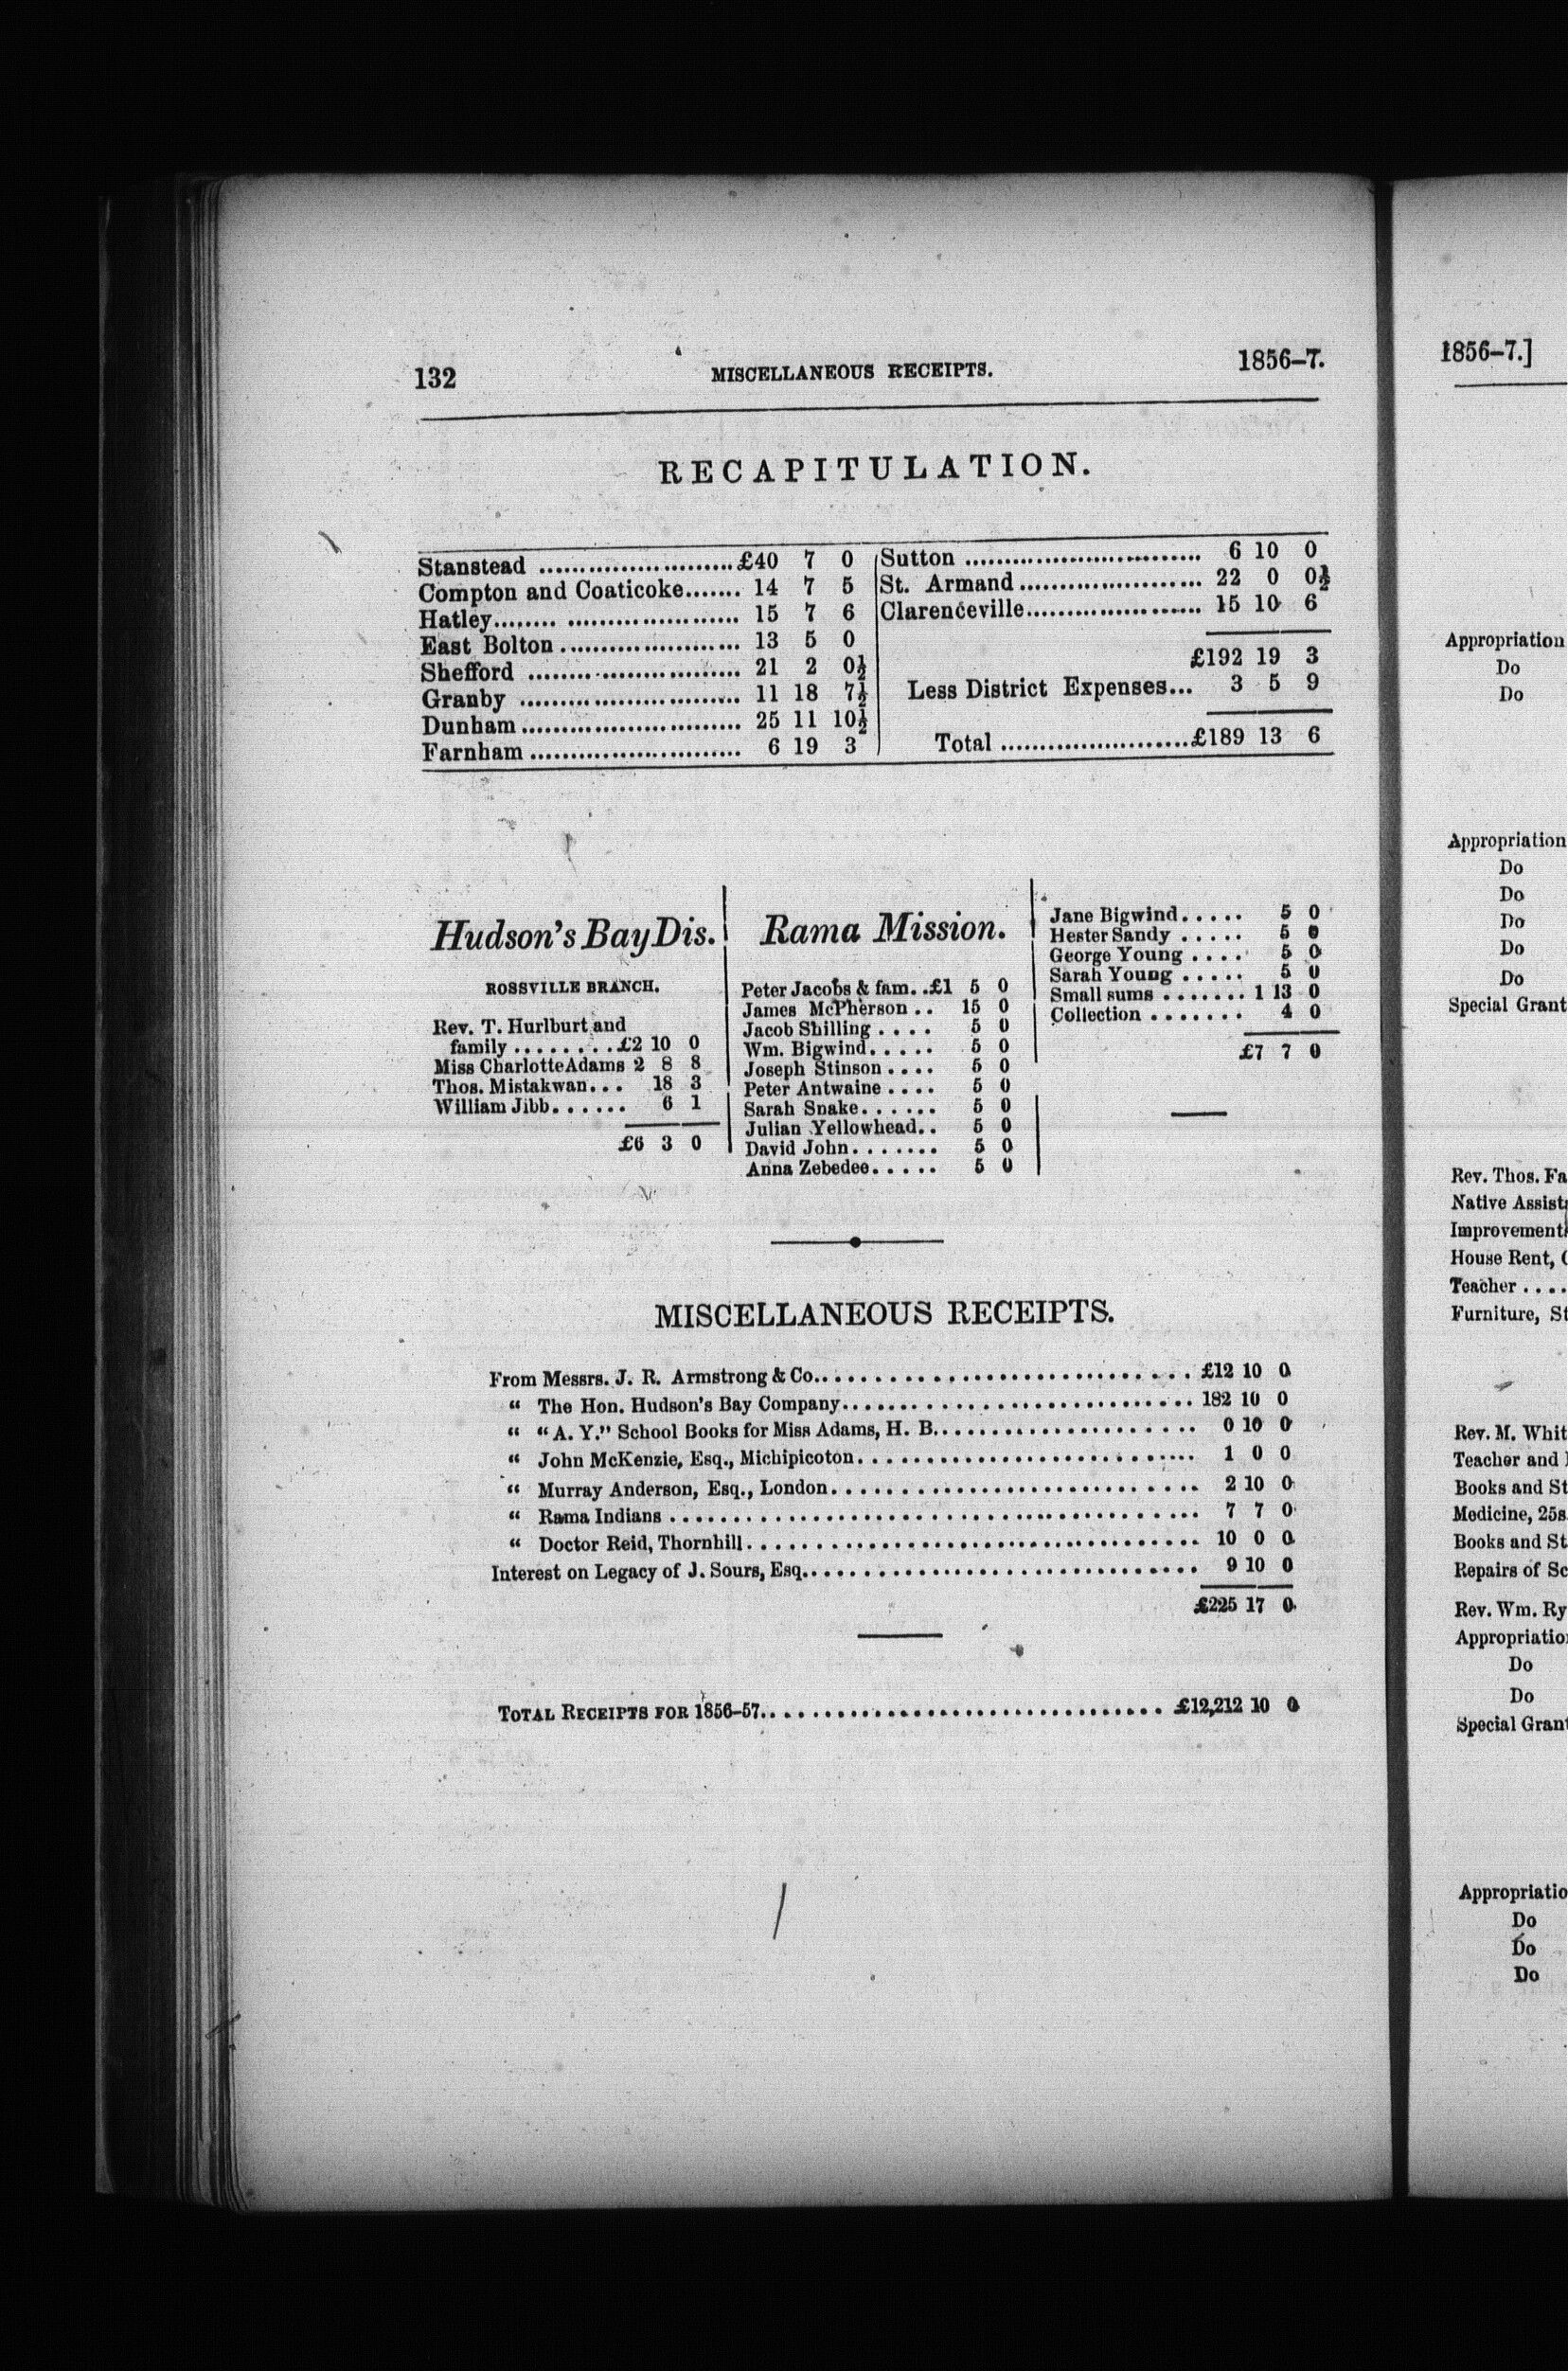 132 MISCELLANEOUS RECEIPTS. 1856–7.
RECAPITULATION.
Stanstead ........................£40 7 0
Compton and Coaticoke....... 14 7 5
Hatley........ ..................... 15 7 6
East Bolton ....................... 13 5 0
Shefford ........................... 21 2 0½
Granby ............................ 11 18 7½
Dunham ........................... 25 11 10½
Farnham .......................... 6 19 3
Sutton ............................. 6 10 0
St. Armand....................... 22 0 0½
Clarenceville..................... 15 10 6
£192 19 3
Less District Expenses... 3 5 9
Total ........................£189 13 6
Hudson's Bay Dis.
ROSSVILLE BRANCH.
Rev. T. Hurlburt and
family . . . . . . . . £2 10 0
Miss Charlotte Adams 2 8 8
Thos. Mistakwan. . . 18 3
William Jibb. . . . . . 6 1
£6 3 0
Rama Mission.
Peter Jacobs & fam. .£1 5 0
James McPherson . . 15 0
Jacob Shilling . . . . 5 0
Wm. Bigwind. . . . . 5 0
Joseph Stinson . . . . 5 0
Peter Antwaine . . . . 5 0
Sarah Snake. . . . . . 5 0
Julian Yellowhead. . 5 0
David John. . . . . . . 5 0
Anna Zebedee. . . . . 5 0
Jane Bigwind. . . . . 5 0
Hester Sandy . . . . . 5 0
George Young . . . . 5 0
Sarah Young . . . . . 5 0
Small sums . . . . . . . 1 13 0
Collection . . . . . . . 4 0
£7 7 0
MISCELLANEOUS RECEIPTS.
From Messrs. J. R. Armstrong & Co. . . . . . . . . . . . . . . . . . £12 10 0
" The Hon. Hudson's Bay Company. . . . . . . . . . . . . . . . 182 10 0
" "A. Y." School Books for Miss Adams, H. B. . . . . . . . . . 0 10 0
" John McKenzie, Esq., Michipicoton. . . . . . . . . . . . . . . 1 0 0
" Murray Anderson, Esq., London. . . . . . . . . . . . . . . . . 2 10 0
" Rama Indians . . . . . . . . . . . . . . . . . . . . . . . . . . . 7 7 0
" Doctor Reid, Thornhill. . . . . . . . . . . . . . . . . . . . . . 10 0 0
Interest on Legacy of J. Sours, Esq. . . . . . . . . . . . . . . . . . 9 10 0
£225 17 0
TOTAL RECEIPTS FOR 1856–57. . . . . . . . . . . . . . . . . . . £12,212 10 0
1856–7.]
Appropriation
Do
Do
Appropriation
Do
Do
Do
Do
Do
Special Grant
Rev. Thos. Fa
Native Assist
Improvement
House Rent,
Teacher . . . .
Furniture, St
Rev. M. Whit
Teacher and
Books and St
Medicine, 25s
Books and St
Repairs of Sc
Rev. Wm. Ry
Appropriatio
Do
Do
Special Gran
Appropriatio
Do
Do
Do